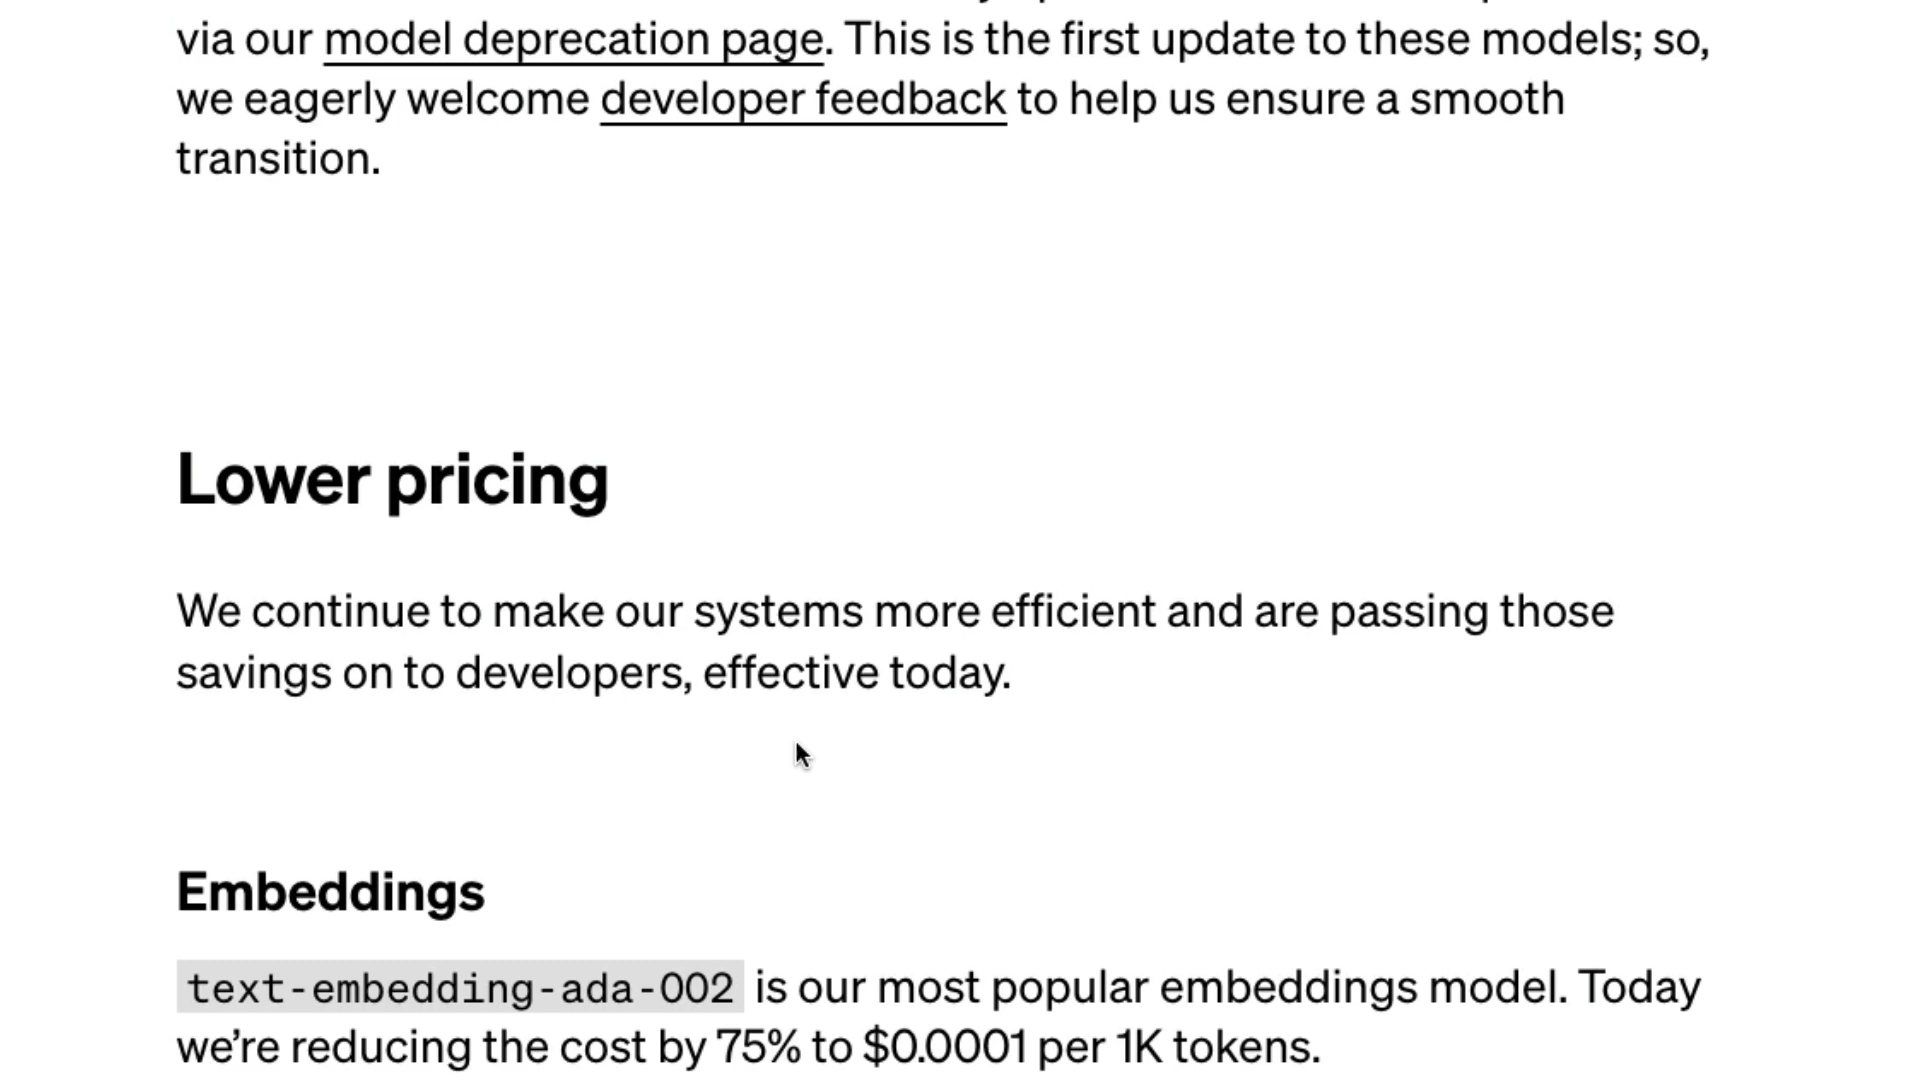 via our model deprecation page. This is the first update to these models; so,
we eagerly welcome developer feedback to help us ensure a smooth
transition.
Lower pricing
We continue to make our systems more efficient and are passing those
savings on to developers, effective today.
Embeddings
text-embedding-ada-002 is our most popular embeddings model. Today
we’re reducing the cost by 75% to $0.0001 per 1K tokens.